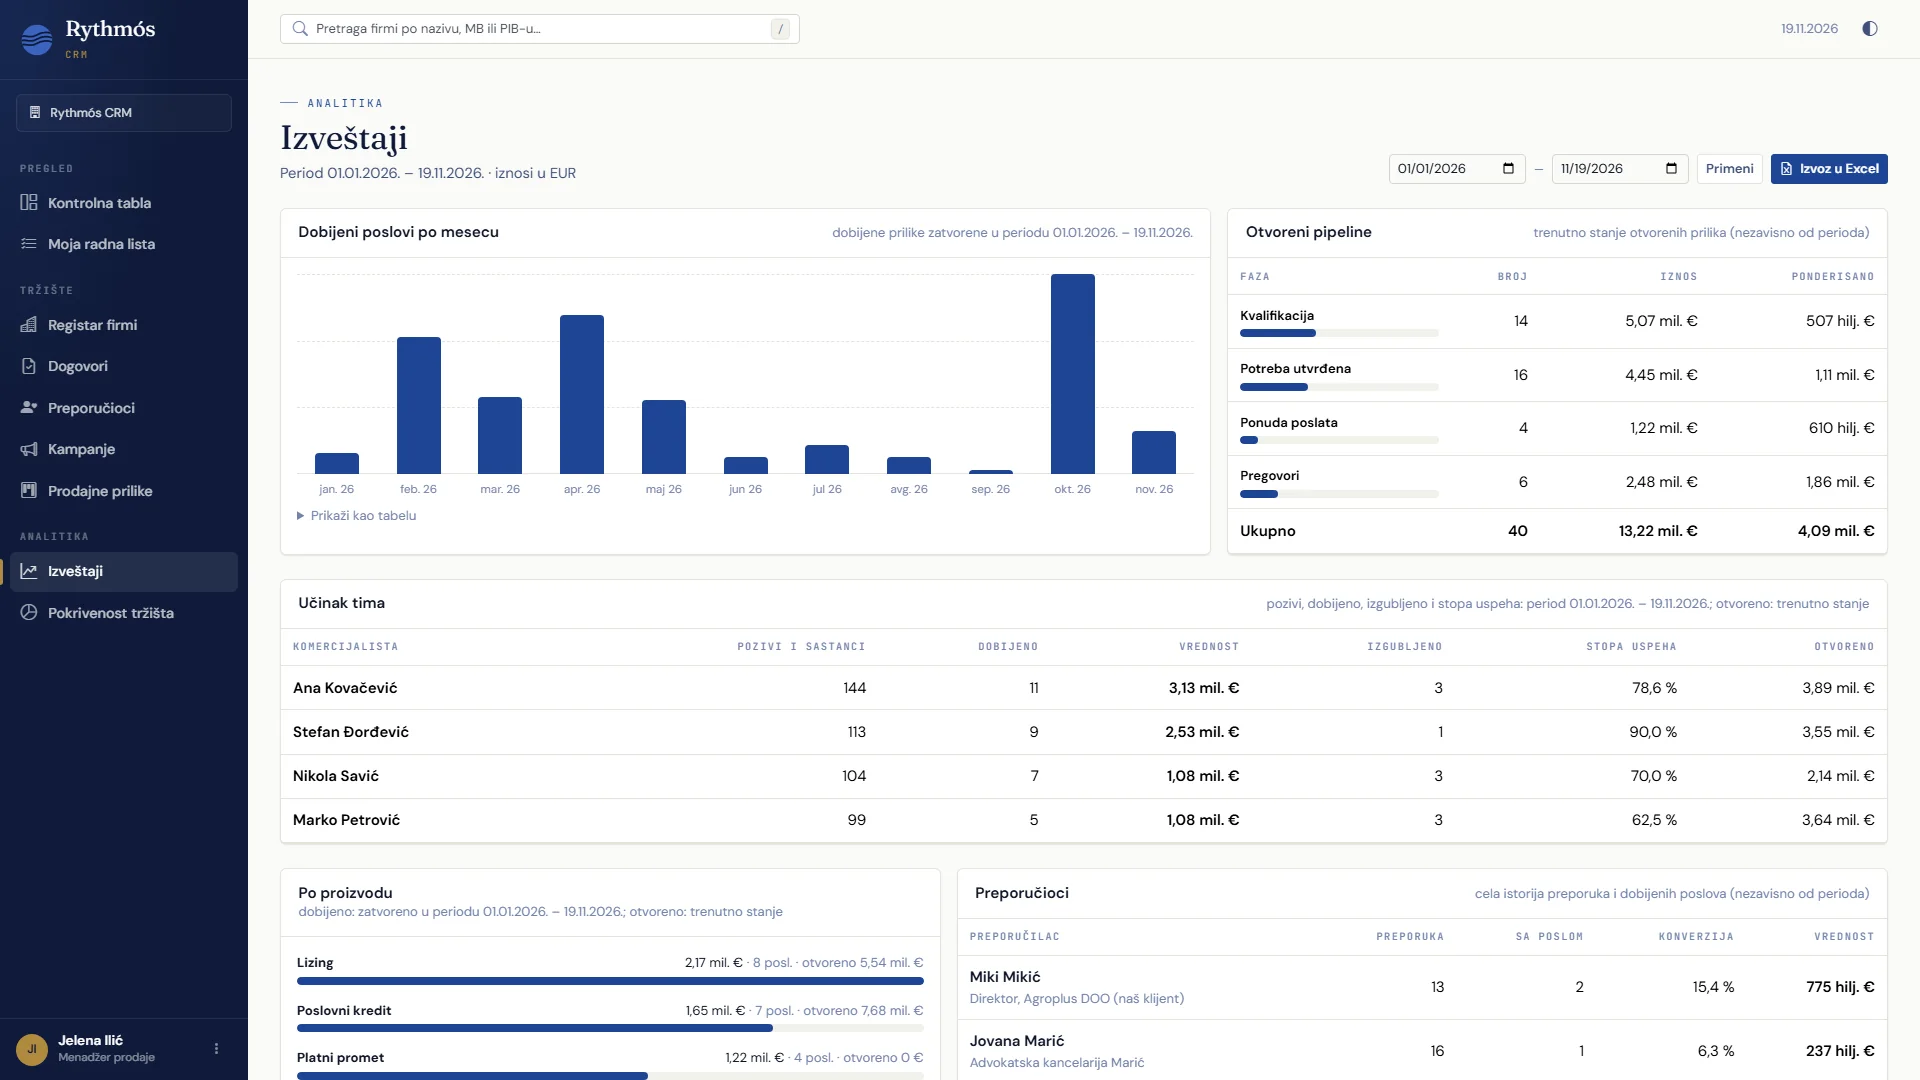 Rythmós
CRM
Rythmós CRM
PREGLED
Kontrolna tabla
Moja radna lista
TRŽIŠTE
Registar firmi
Dogovori
Preporučioci
Kampanje
Prodajne prilike
ANALITIKA
Izveštaji
Pokrivenost tržišta
JI
Jelena Ilić
Menadžer prodaje
Pretraga firmi po nazivu, MB ili PIB-u...
/
19.11.2026
ANALITIKA
Izveštaji
Period 01.01.2026. – 19.11.2026. · iznosi u EUR
01/01/2026 – 11/19/2026 Primeni Izvoz u Excel
Dobijeni poslovi po mesecu
dobijene prilike zatvorene u periodu 01.01.2026. – 19.11.2026.
jan. 26 feb. 26 mar. 26 apr. 26 maj 26 jun 26 jul 26 avg. 26 sep. 26 okt. 26 nov. 26
Prikaži kao tabelu
Otvoreni pipeline
trenutno stanje otvorenih prilika (nezavisno od perioda)
FAZA BROJ IZNOS PONDERISANO
Kvalifikacija 14 5,07 mil. € 507 hilj. €
Potreba utvrđena 16 4,45 mil. € 1,11 mil. €
Ponuda poslata 4 1,22 mil. € 610 hilj. €
Pregovori 6 2,48 mil. € 1,86 mil. €
Ukupno 40 13,22 mil. € 4,09 mil. €
Učinak tima
pozivi, dobijeno, izgubljeno i stopa uspeha: period 01.01.2026. – 19.11.2026.; otvoreno: trenutno stanje
KOMERCIJALISTA POZIVI I SASTANCI DOBIJENO VREDNOST IZGUBLJENO STOPA USPEHA OTVORENO
Ana Kovačević 144 11 3,13 mil. € 3 78,6 % 3,89 mil. €
Stefan Đorđević 113 9 2,53 mil. € 1 90,0 % 3,55 mil. €
Nikola Savić 104 7 1,08 mil. € 3 70,0 % 2,14 mil. €
Marko Petrović 99 5 1,08 mil. € 3 62,5 % 3,64 mil. €
Po proizvodu
dobijeno: zatvoreno u periodu 01.01.2026. – 19.11.2026.; otvoreno: trenutno stanje
Lizing 2,17 mil. € · 8 posl. · otvoreno 5,54 mil. €
Poslovni kredit 1,65 mil. € · 7 posl. · otvoreno 7,68 mil. €
Platni promet 1,22 mil. € · 4 posl. · otvoreno 0 €
Preporučioci
cela istorija preporuka i dobijenih poslova (nezavisno od perioda)
PREPORUČILAC PREPORUKA SA POSLOM KONVERZIJA VREDNOST
Miki Mikić 13 2 15,4 % 775 hilj. €
Direktor, Agroplus DOO (naš klijent)
Jovana Marić 16 1 6,3 % 237 hilj. €
Advokatska kancelarija Marić